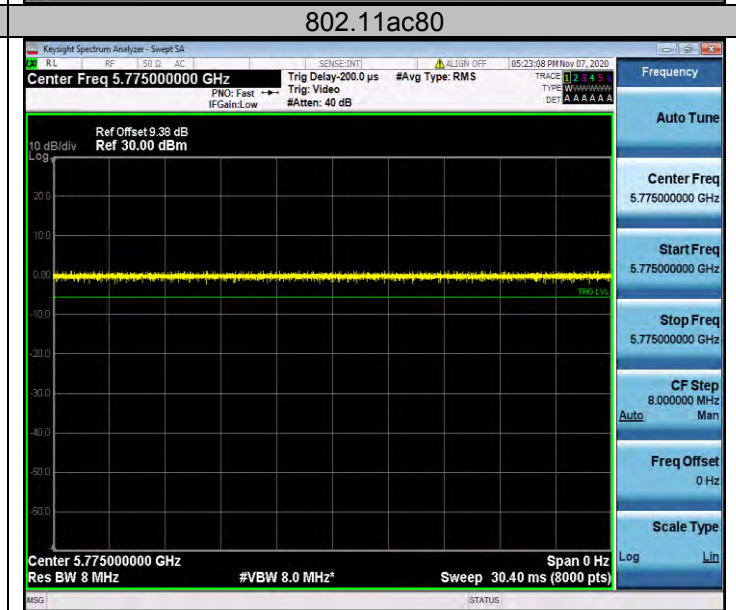 802.11ac80
Keysight Spectrum Analyzer - Swept SA
RL RF 50 Ω AC SENSE:INT ALIGN OFF 05:23:08 PM Nov 07, 2020
Center Freq 5.775000000 GHz
PNO: Fast
IFGain:Low
Trig Delay-200.0 µs
Trig: Video
#Atten: 40 dB
#Avg Type: RMS
TRACE 1 2 3 4 5 6
TYPE W
DET A A A A A A
Ref Offset 9.38 dB
10 dB/div Ref 30.00 dBm
Log
20.0
10.0
0.00
TRIG LVL
-10.0
-20.0
-30.0
-40.0
-50.0
-60.0
Center 5.775000000 GHz Span 0 Hz
Res BW 8 MHz #VBW 8.0 MHz* Sweep 30.40 ms (8000 pts)
MSG STATUS
Frequency
Auto Tune
Center Freq
5.775000000 GHz
Start Freq
5.775000000 GHz
Stop Freq
5.775000000 GHz
CF Step
8.000000 MHz
Auto Man
Freq Offset
0 Hz
Scale Type
Log Lin